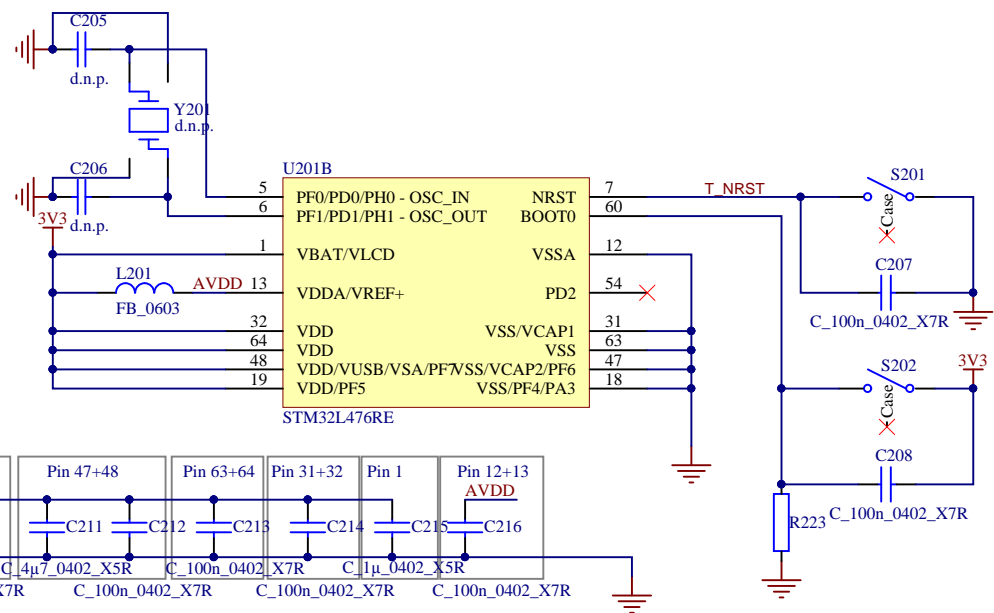 C205
d.n.p.
Y201
d.n.p.
C206
d.n.p.
3V3
U201B
5 PF0/PD0/PH0 - OSC_IN NRST 7 T_NRST
6 PF1/PD1/PH1 - OSC_OUT BOOT0 60
1 VBAT/VLCD VSSA 12
L201 AVDD 13 VDDA/VREF+ PD2 54
FB_0603
32 VDD VSS/VCAP1 31
64 VDD VSS 63
48 VDD/VUSB/VSA/PF7 VSS/VCAP2/PF6 47
19 VDD/PF5 VSS/PF4/PA3 18
STM32L476RE
S201
Case
C207
C_100n_0402_X7R
S202
3V3
Case
C208
C_100n_0402_X7R
R223
Pin 47+48 Pin 63+64 Pin 31+32 Pin 1 Pin 12+13
AVDD
C211 C212 C213 C214 C215 C216
C_4µ7_0402_X5R C_100n_0402_X7R C_1µ_0402_X5R
X7R C_100n_0402_X7R C_100n_0402_X7R C_100n_0402_X7R